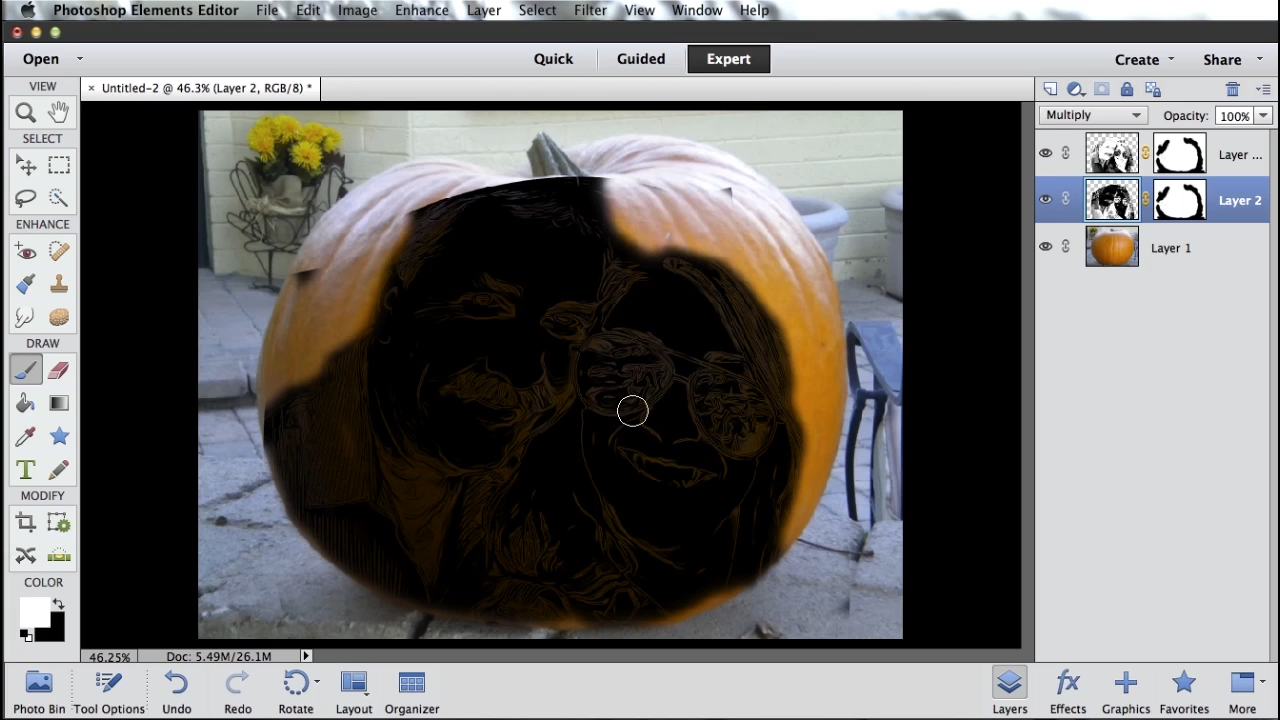 Photoshop Elements Editor File Edit Image Enhance Layer Select Filter View Window Help
Open Quick Guided Expert Create Share
VIEW
× Untitled-2 @ 46.3% (Layer 2, RGB/8) *
SELECT
ENHANCE
DRAW
T
MODIFY
COLOR
Multiply Opacity: 100%
Layer ...
Layer 2
Layer 1
46.25% Doc: 5.49M/26.1M
fx
Photo Bin Tool Options Undo Redo Rotate Layout Organizer Layers Effects Graphics Favorites More